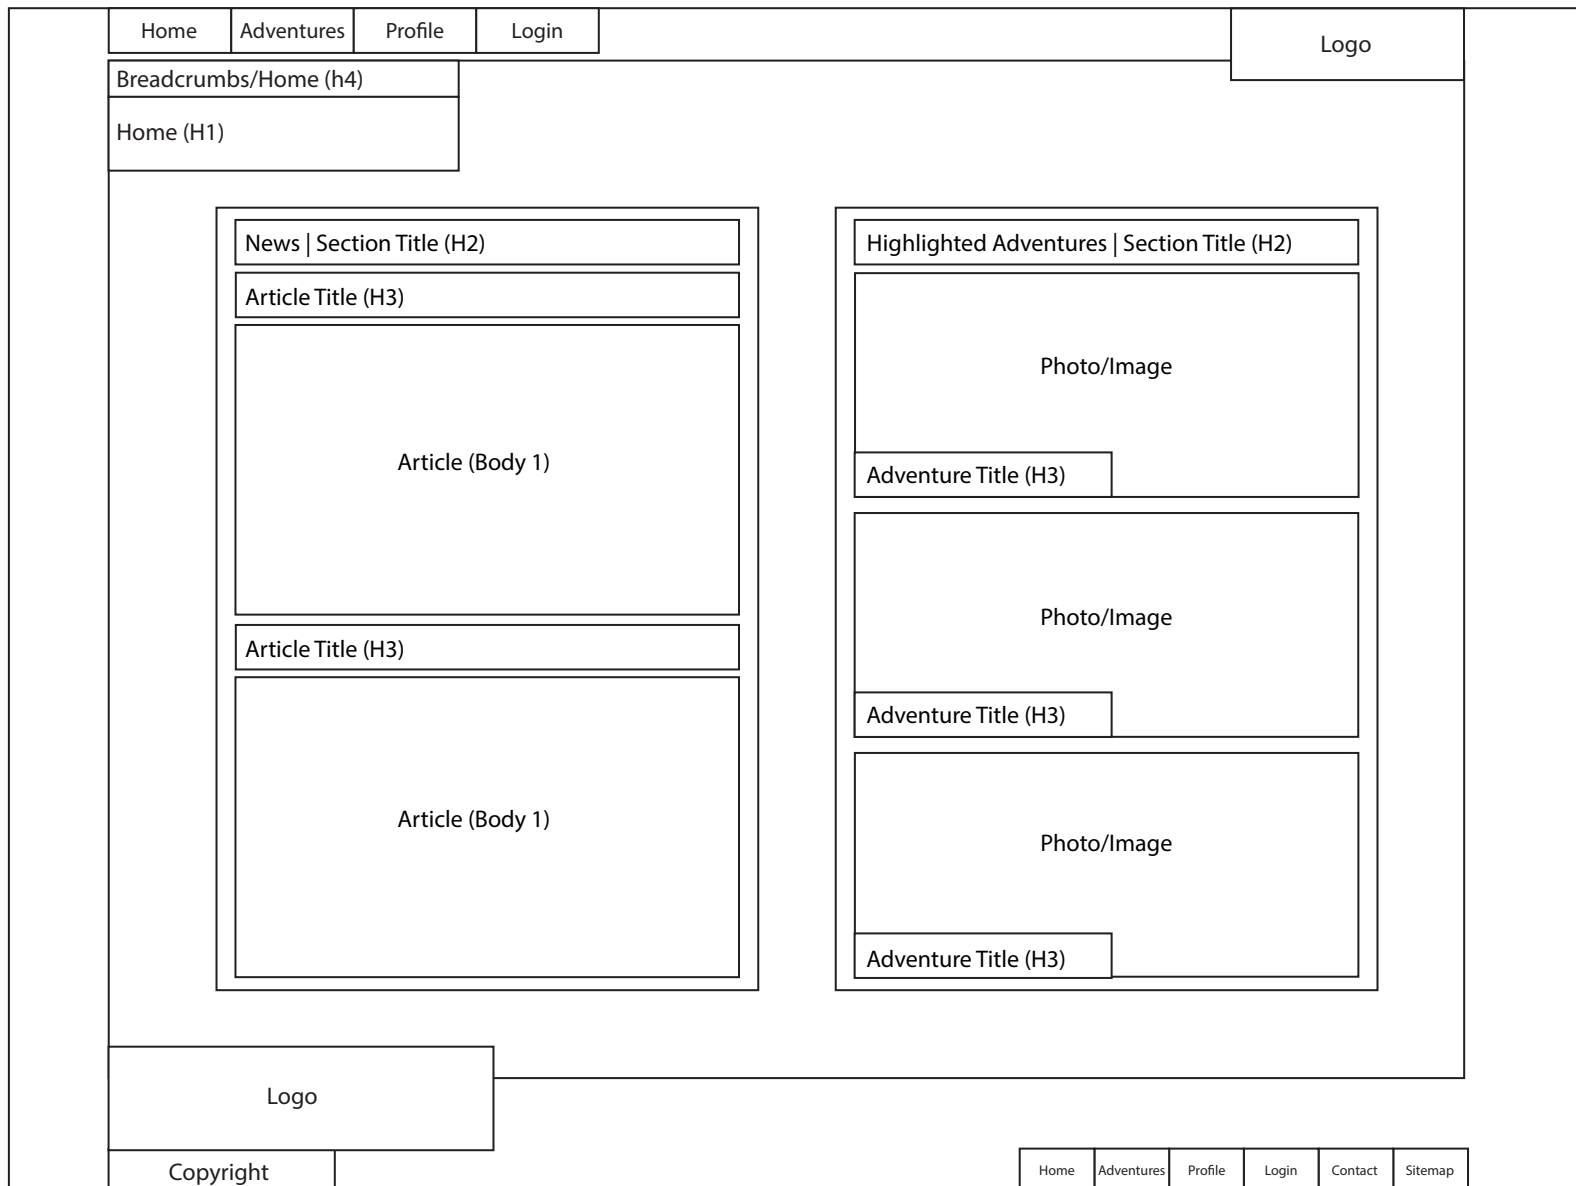 Home
Adventures
Profile
Login
Logo
Breadcrumbs/Home (h4)
Home (H1)
News | Section Title (H2)
Article Title (H3)
Article (Body 1)
Article Title (H3)
Article (Body 1)
Highlighted Adventures | Section Title (H2)
Photo/Image
Adventure Title (H3)
Photo/Image
Adventure Title (H3)
Photo/Image
Adventure Title (H3)
Logo
Copyright
Home
Adventures
Profile
Login
Contact
Sitemap